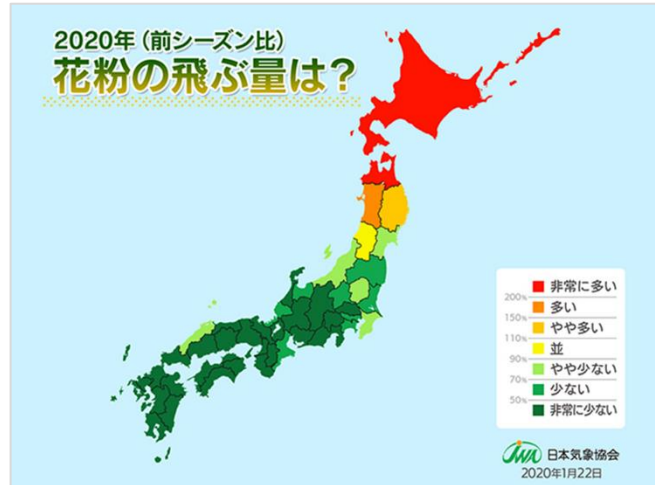 2020年（前シーズン比）
花粉の飛ぶ量は？
非常に多い
200%
多い
150%
やや多い
110%
並
90%
やや少ない
70%
少ない
50%
非常に少ない
JWA 日本気象協会
2020年1月22日